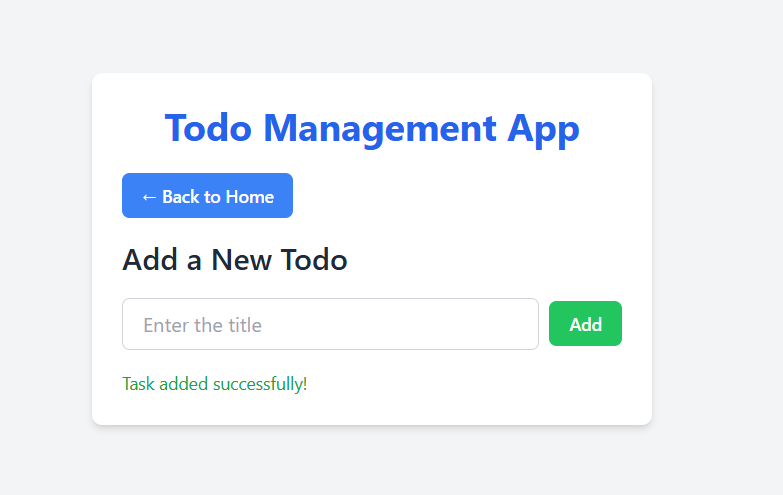 Todo Management App
← Back to Home
Add a New Todo
Enter the title
Add
Task added successfully!